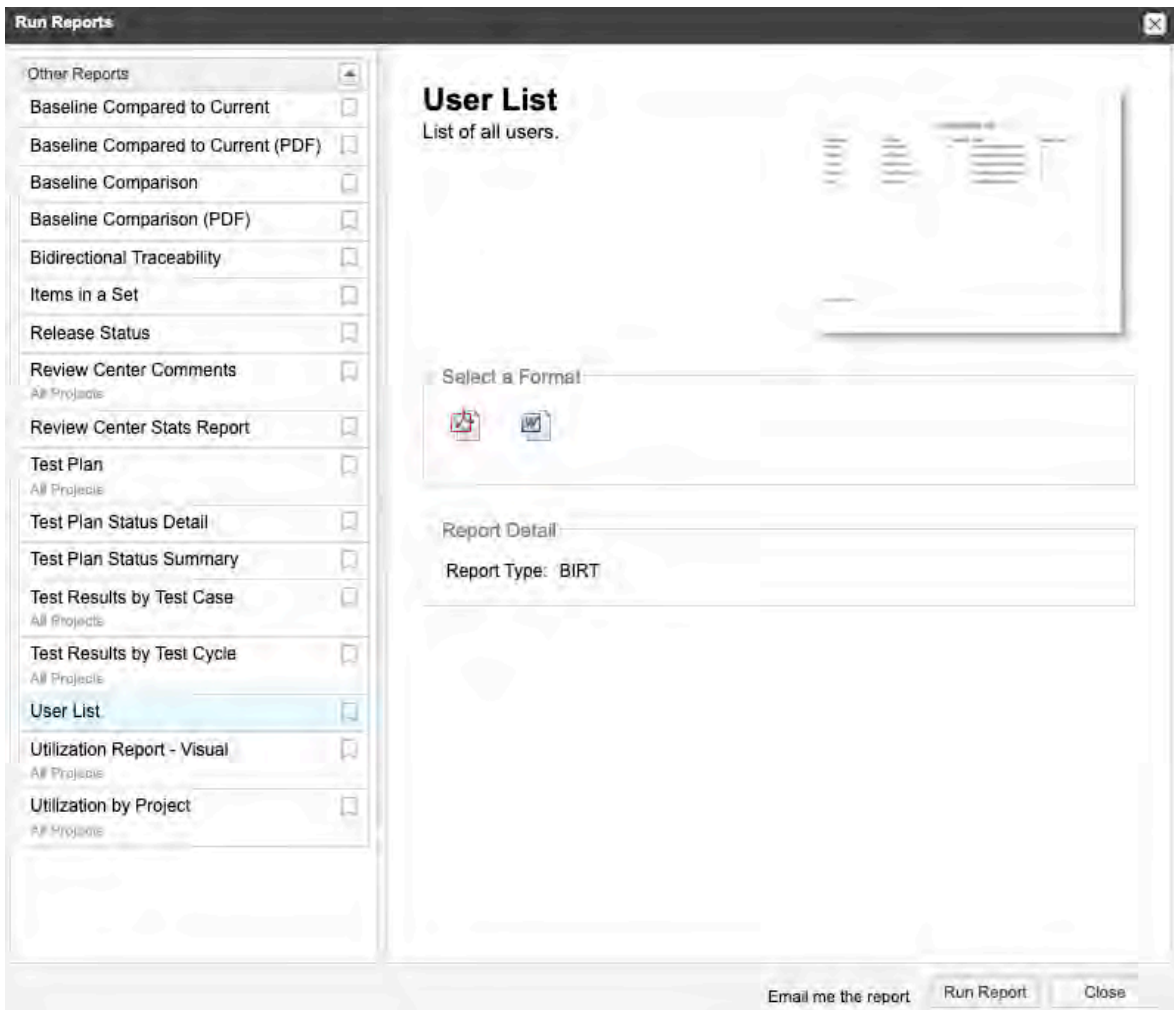 Run Reports
Other Reports
Baseline Compared to Current
Baseline Compared to Current (PDF)
Baseline Comparison
Baseline Comparison (PDF)
Bidirectional Traceability
Items in a Set
Release Status
Review Center Comments
All Projects
Review Center Stats Report
Test Plan
All Projects
Test Plan Status Detail
Test Plan Status Summary
Test Results by Test Case
All Projects
Test Results by Test Cycle
All Projects
User List
Utilization Report - Visual
All Projects
Utilization by Project
All Projects
User List
List of all users.
Select a Format
Report Detail
Report Type: BIRT
Email me the report
Run Report
Close